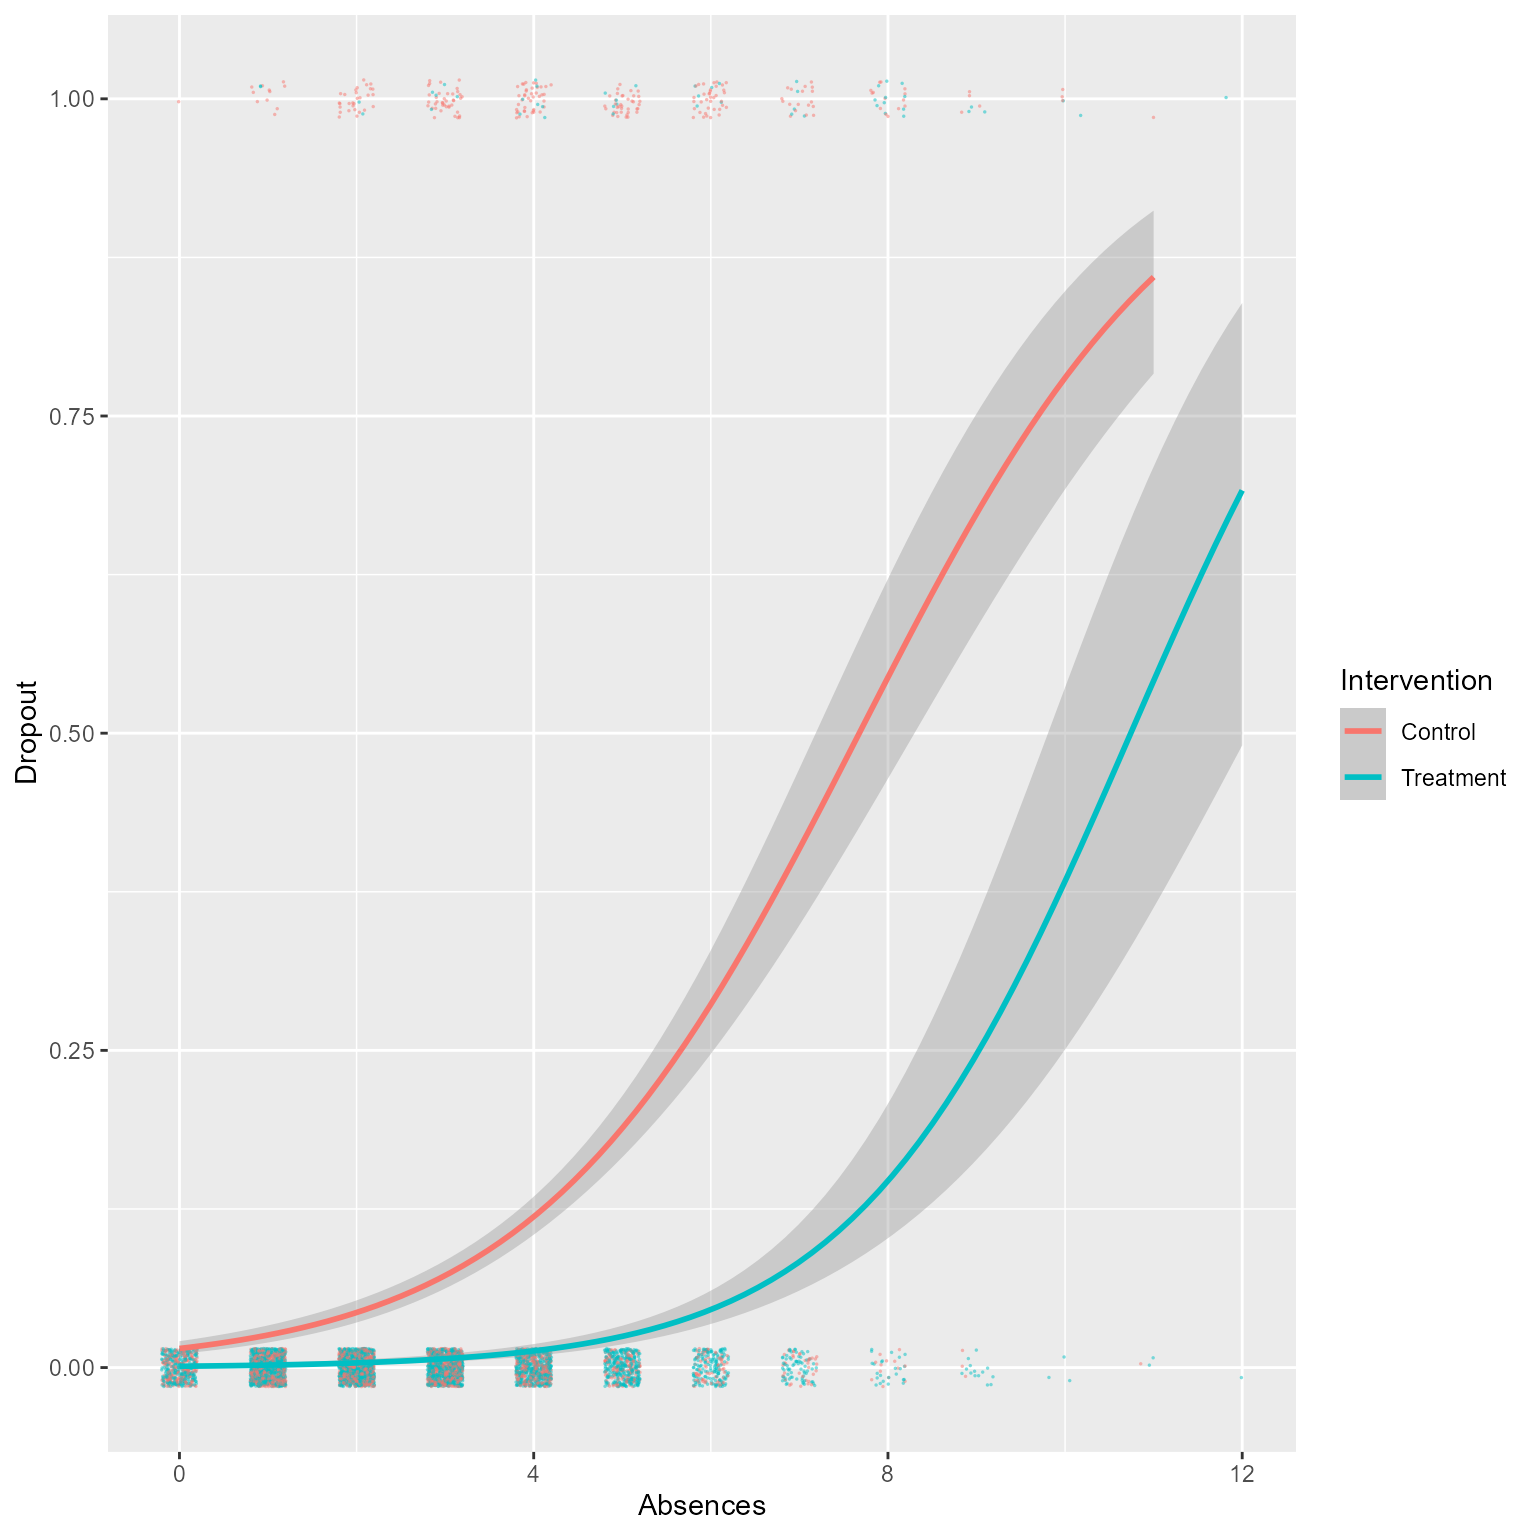 1.00
0.75
0.50
0.25
0.00
Dropout
0 4 8 12
Absences
Intervention
Control
Treatment